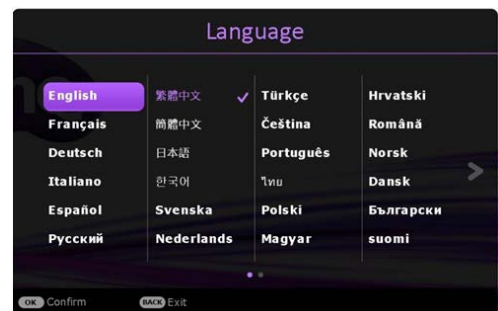 Language
English
Français
Deutsch
Italiano
Español
Русский
繁體中文
簡體中文
日本語
한국어
Svenska
Nederlands
Türkçe
Čeština
Português
ไทย
Polski
Magyar
Hrvatski
Română
Norsk
Dansk
Български
suomi
OK Confirm
BACK Exit